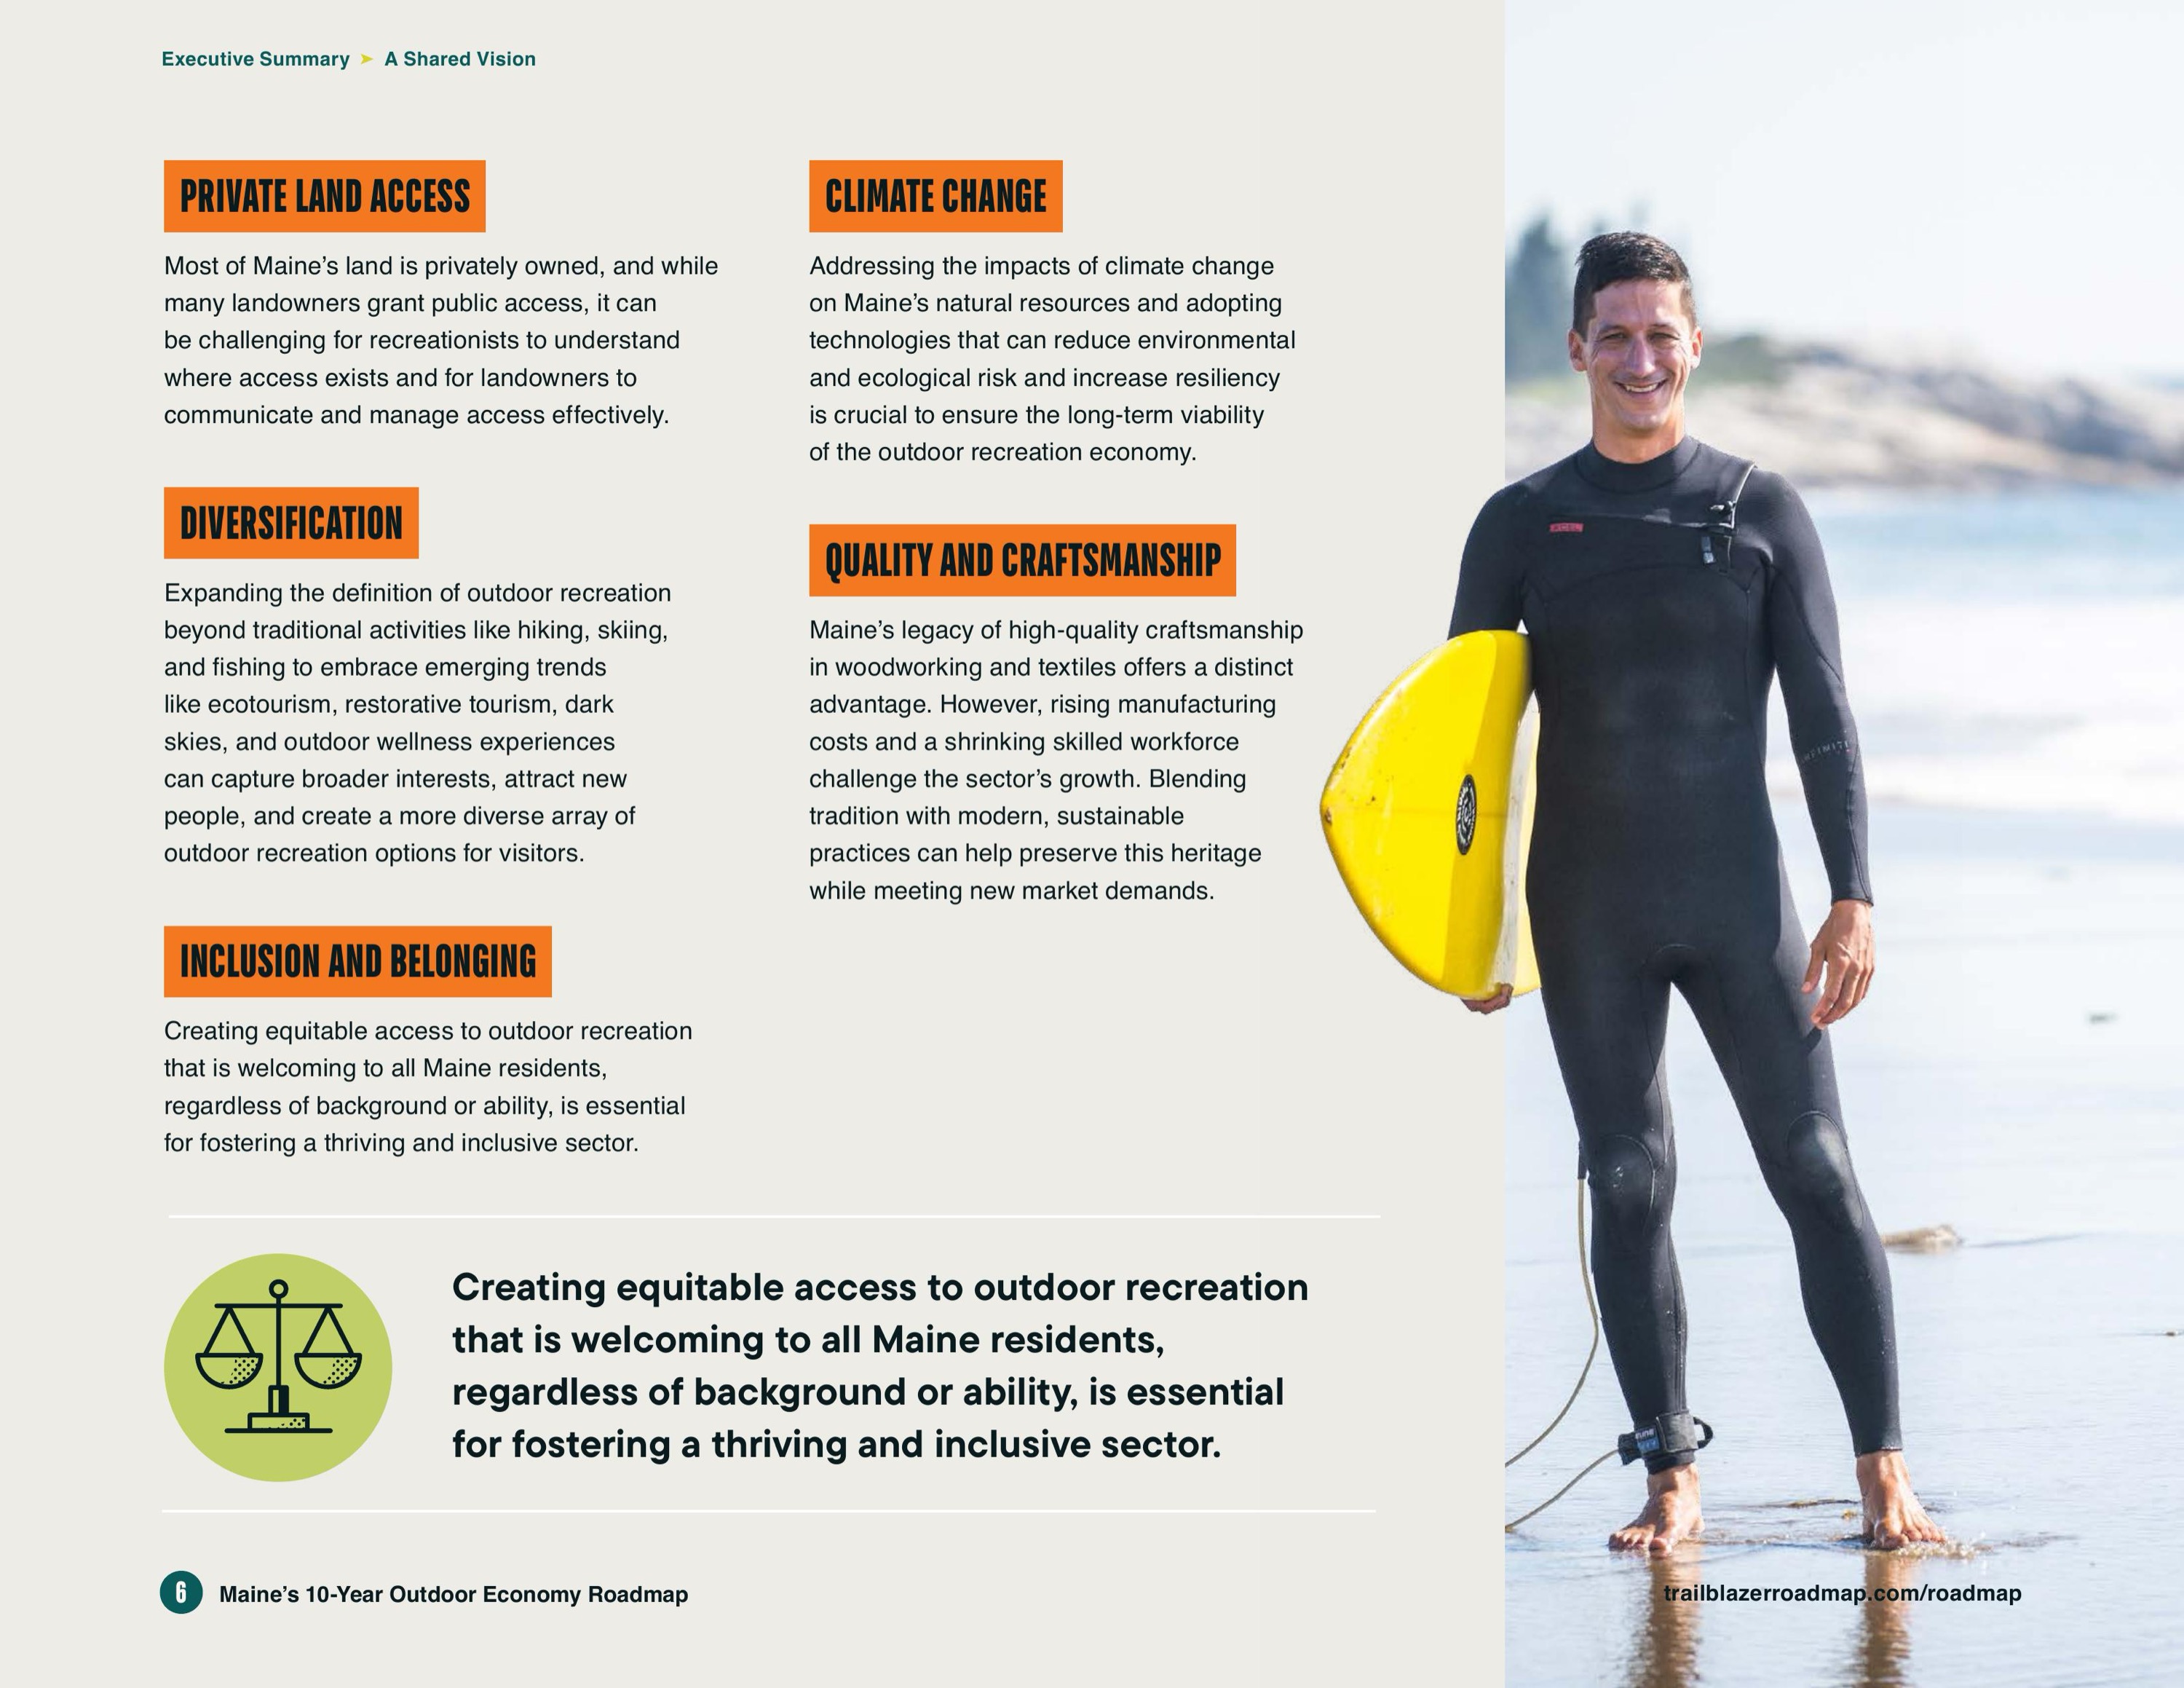 Executive Summary ➤ A Shared Vision
PRIVATE LAND ACCESS
Most of Maine’s land is privately owned, and while
many landowners grant public access, it can
be challenging for recreationists to understand
where access exists and for landowners to
communicate and manage access effectively.
DIVERSIFICATION
Expanding the definition of outdoor recreation
beyond traditional activities like hiking, skiing,
and fishing to embrace emerging trends
like ecotourism, restorative tourism, dark
skies, and outdoor wellness experiences
can capture broader interests, attract new
people, and create a more diverse array of
outdoor recreation options for visitors.
INCLUSION AND BELONGING
Creating equitable access to outdoor recreation
that is welcoming to all Maine residents,
regardless of background or ability, is essential
for fostering a thriving and inclusive sector.
CLIMATE CHANGE
Addressing the impacts of climate change
on Maine’s natural resources and adopting
technologies that can reduce environmental
and ecological risk and increase resiliency
is crucial to ensure the long-term viability
of the outdoor recreation economy.
QUALITY AND CRAFTSMANSHIP
Maine’s legacy of high-quality craftsmanship
in woodworking and textiles offers a distinct
advantage. However, rising manufacturing
costs and a shrinking skilled workforce
challenge the sector’s growth. Blending
tradition with modern, sustainable
practices can help preserve this heritage
while meeting new market demands.
XCEL
Creating equitable access to outdoor recreation
that is welcoming to all Maine residents,
regardless of background or ability, is essential
for fostering a thriving and inclusive sector.
6 Maine’s 10-Year Outdoor Economy Roadmap
trailblazerroadmap.com/roadmap